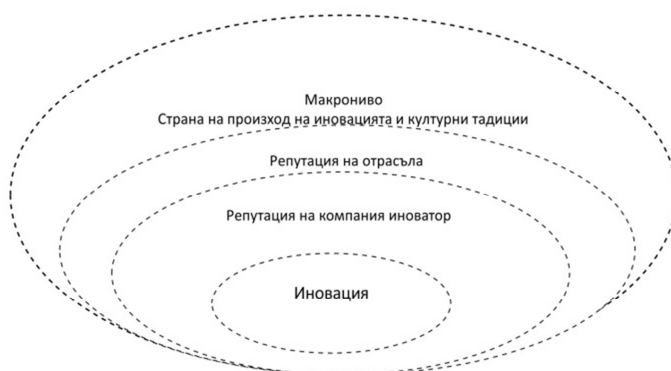 Макрониво
Страна на произход на иновацията и културни тадиции
Репутация на отрасъла
Репутация на компания иноватор
Иновация